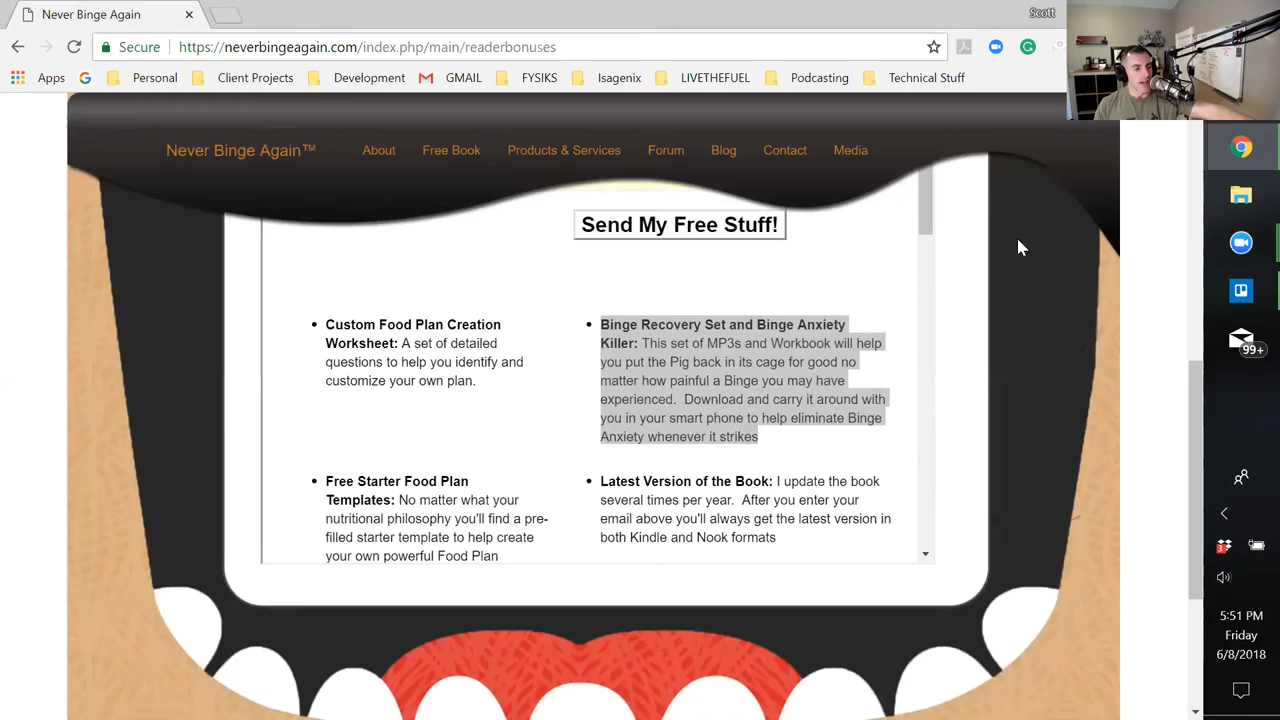 Never Binge Again
Scott
Secure
https://neverbingeagain.com/index.php/main/readerbonuses
Apps
Personal
Client Projects
Development
GMAIL
FYSIKS
Isagenix
LIVETHEFUEL
Podcasting
Technical Stuff
Never Binge Again™
About
Free Book
Products & Services
Forum
Blog
Contact
Media
Send My Free Stuff!
Custom Food Plan Creation
Worksheet: A set of detailed
questions to help you identify and
customize your own plan.
Binge Recovery Set and Binge Anxiety
Killer: This set of MP3s and Workbook will help
you put the Pig back in its cage for good no
matter how painful a Binge you may have
experienced.  Download and carry it around with
you in your smart phone to help eliminate Binge
Anxiety whenever it strikes
Free Starter Food Plan
Templates: No matter what your
nutritional philosophy you'll find a pre-
filled starter template to help create
your own powerful Food Plan
Latest Version of the Book: I update the book
several times per year.  After you enter your
email above you'll always get the latest version in
both Kindle and Nook formats
99+
3
5:51 PM
Friday
6/8/2018